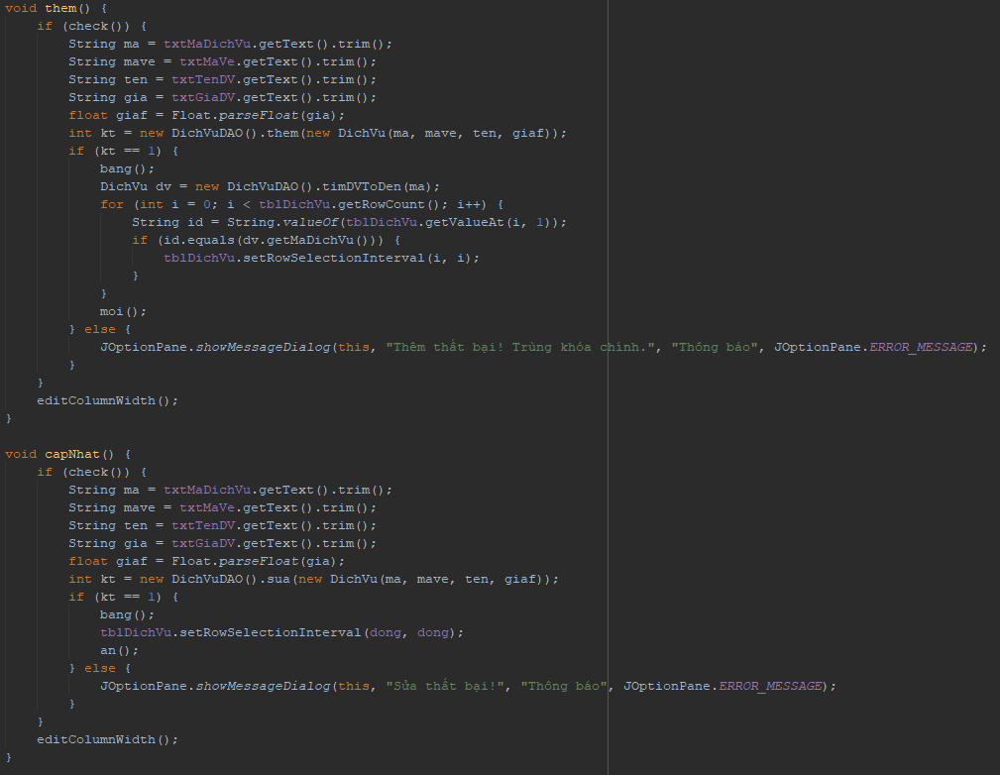 void them() {
    if (check()) {
        String ma = txtMaDichVu.getText().trim();
        String mave = txtMaVe.getText().trim();
        String ten = txtTenDV.getText().trim();
        String gia = txtGiaDV.getText().trim();
        float giaf = Float.parseFloat(gia);
        int kt = new DichVuDAO().them(new DichVu(ma, mave, ten, giaf));
        if (kt == 1) {
            bang();
            DichVu dv = new DichVuDAO().timDVToDen(ma);
            for (int i = 0; i < tblDichVu.getRowCount(); i++) {
                String id = String.valueOf(tblDichVu.getValueAt(i, 1));
                if (id.equals(dv.getMaDichVu())) {
                    tblDichVu.setRowSelectionInterval(i, i);
                }
            }
            moi();
        } else {
            JOptionPane.showMessageDialog(this, "Thêm thất bại! Trùng khóa chính.", "Thông báo", JOptionPane.ERROR_MESSAGE);
        }
    }
    editColumnWidth();
}

void capNhat() {
    if (check()) {
        String ma = txtMaDichVu.getText().trim();
        String mave = txtMaVe.getText().trim();
        String ten = txtTenDV.getText().trim();
        String gia = txtGiaDV.getText().trim();
        float giaf = Float.parseFloat(gia);
        int kt = new DichVuDAO().sua(new DichVu(ma, mave, ten, giaf));
        if (kt == 1) {
            bang();
            tblDichVu.setRowSelectionInterval(dong, dong);
            an();
        } else {
            JOptionPane.showMessageDialog(this, "Sửa thất bại!", "Thông báo", JOptionPane.ERROR_MESSAGE);
        }
    }
    editColumnWidth();
}